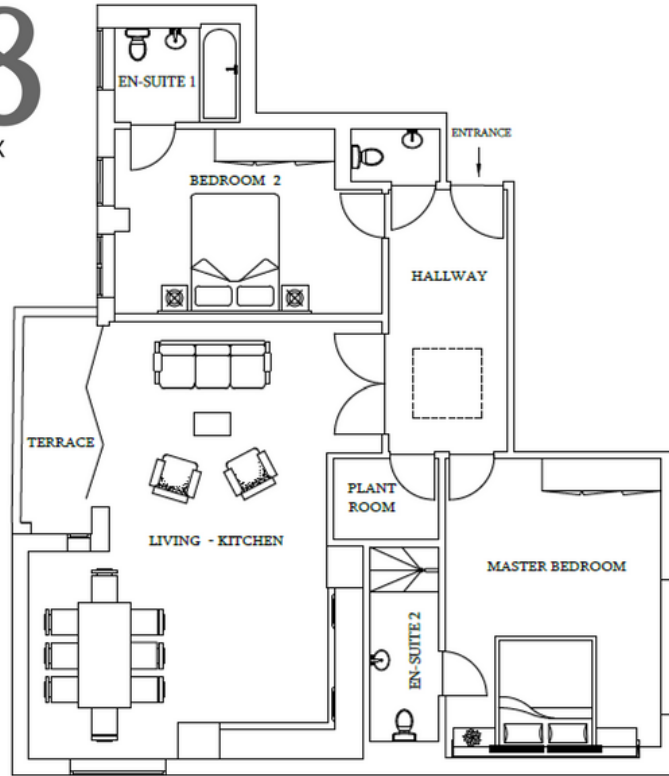 8
X
EN-SUITE 1
ENTRANCE
BEDROOM 2
HALLWAY
TERRACE
PLANT
ROOM
LIVING - KITCHEN
MASTER BEDROOM
EN-SUITE 2